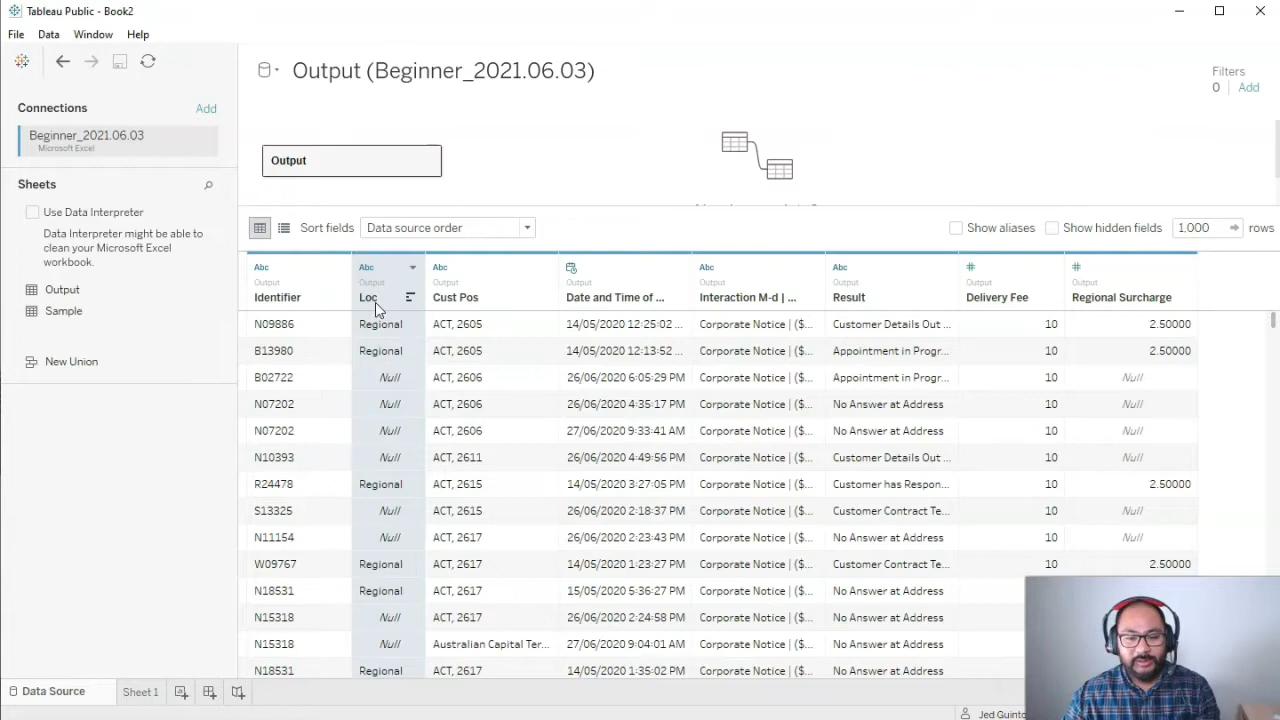 Tableau Public - Book2
File Data Window Help
Connections Add
Beginner_2021.06.03
Microsoft Excel
Sheets
Use Data Interpreter
Data Interpreter might be able to
clean your Microsoft Excel
workbook.
Output
Sample
New Union
Output (Beginner_2021.06.03)
Filters
0 | Add
Output
Sort fields Data source order Show aliases Show hidden fields 1.000 rows
Abc Abc Abc Abc Abc # #
Output Output Output Output Output Output Output Output
Identifier Loc Cust Pos Date and Time of ... Interaction M-d | ... Result Delivery Fee Regional Surcharge
N09886 Regional ACT, 2605 14/05/2020 12:25:02 ... Corporate Notice | ($... Customer Details Out ... 10 2.50000
B13980 Regional ACT, 2605 14/05/2020 12:13:52 ... Corporate Notice | ($... Appointment in Progr... 10 2.50000
B02722 Null ACT, 2606 26/06/2020 6:05:29 PM Corporate Notice | ($... Appointment in Progr... 10 Null
N07202 Null ACT, 2606 26/06/2020 4:35:17 PM Corporate Notice | ($... No Answer at Address 10 Null
N07202 Null ACT, 2606 27/06/2020 9:33:41 AM Corporate Notice | ($... No Answer at Address 10 Null
N10393 Null ACT, 2611 26/06/2020 4:49:56 PM Corporate Notice | ($... Customer Details Out ... 10 Null
R24478 Regional ACT, 2615 14/05/2020 3:27:05 PM Corporate Notice | ($... Customer has Respon... 10 2.50000
S13325 Null ACT, 2615 26/06/2020 2:18:37 PM Corporate Notice | ($... Customer Contract Te... 10 Null
N11154 Null ACT, 2617 26/06/2020 2:23:43 PM Corporate Notice | ($... No Answer at Address 10 Null
W09767 Regional ACT, 2617 14/05/2020 1:23:27 PM Corporate Notice | ($... Customer Contract Te... 10 2.50000
N18531 Regional ACT, 2617 15/05/2020 5:36:27 PM Corporate Notice | ($... No Answer at Address
N15318 Null ACT, 2617 26/06/2020 2:24:58 PM Corporate Notice | ($... No Answer at Address
N15318 Null Australian Capital Ter... 27/06/2020 9:04:01 AM Corporate Notice | ($... No Answer at Address
N18531 Regional ACT, 2617 14/05/2020 1:35:02 PM Corporate Notice | ($... No Answer at Address
Data Source Sheet 1
Jed Guinto